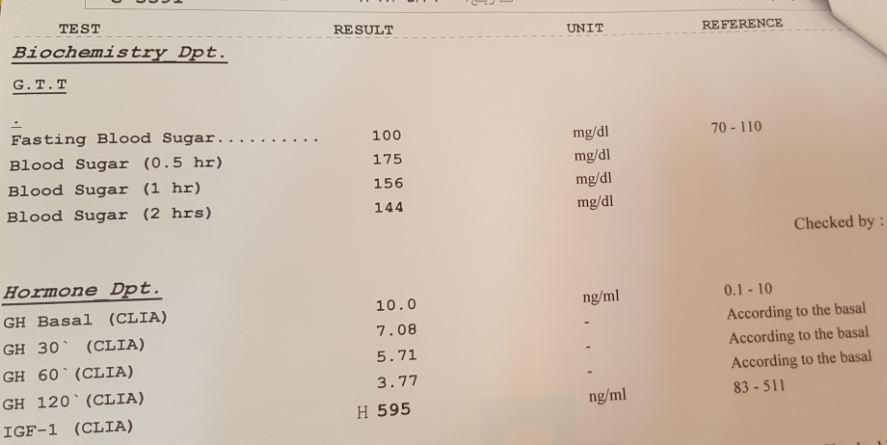 TEST RESULT UNIT REFERENCE
Biochemistry Dpt.
G.T.T
.
Fasting Blood Sugar.......... 100 mg/dl 70 - 110
Blood Sugar (0.5 hr) 175 mg/dl
Blood Sugar (1 hr) 156 mg/dl
Blood Sugar (2 hrs) 144 mg/dl
Checked by :
Hormone Dpt.
GH Basal (CLIA) 10.0 ng/ml 0.1 - 10
GH 30` (CLIA) 7.08 - According to the basal
GH 60`(CLIA) 5.71 - According to the basal
GH 120`(CLIA) 3.77 - According to the basal
IGF-1 (CLIA) H 595 ng/ml 83 - 511